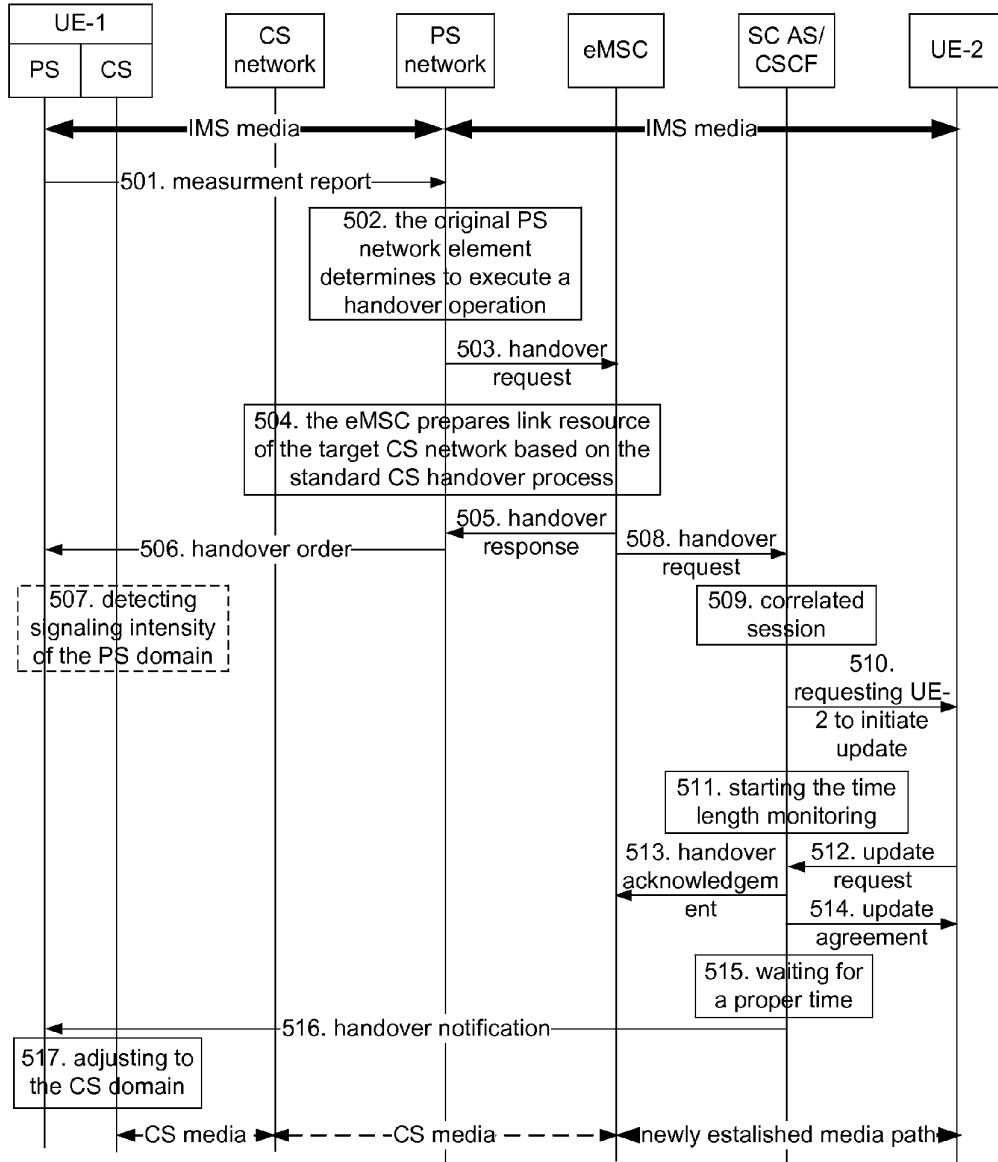 UE-1
PS
CS
CS
network
PS
network
eMSC
SC AS/
CSCF
UE-2
IMS media
IMS media
501. measurment report
502. the original PS
network element
determines to execute a
handover operation
503. handover
request
504. the eMSC prepares link resource
of the target CS network based on the
standard CS handover process
505. handover
response
506. handover order
508. handover
request
507. detecting
signaling intensity
of the PS domain
509. correlated
session
510.
requesting UE-
2 to initiate
update
511. starting the time
length monitoring
512. update
request
513. handover
acknowledgem
ent
514. update
agreement
515. waiting for
a proper time
516. handover notification
517. adjusting to
the CS domain
CS media
CS media
newly estalished media path